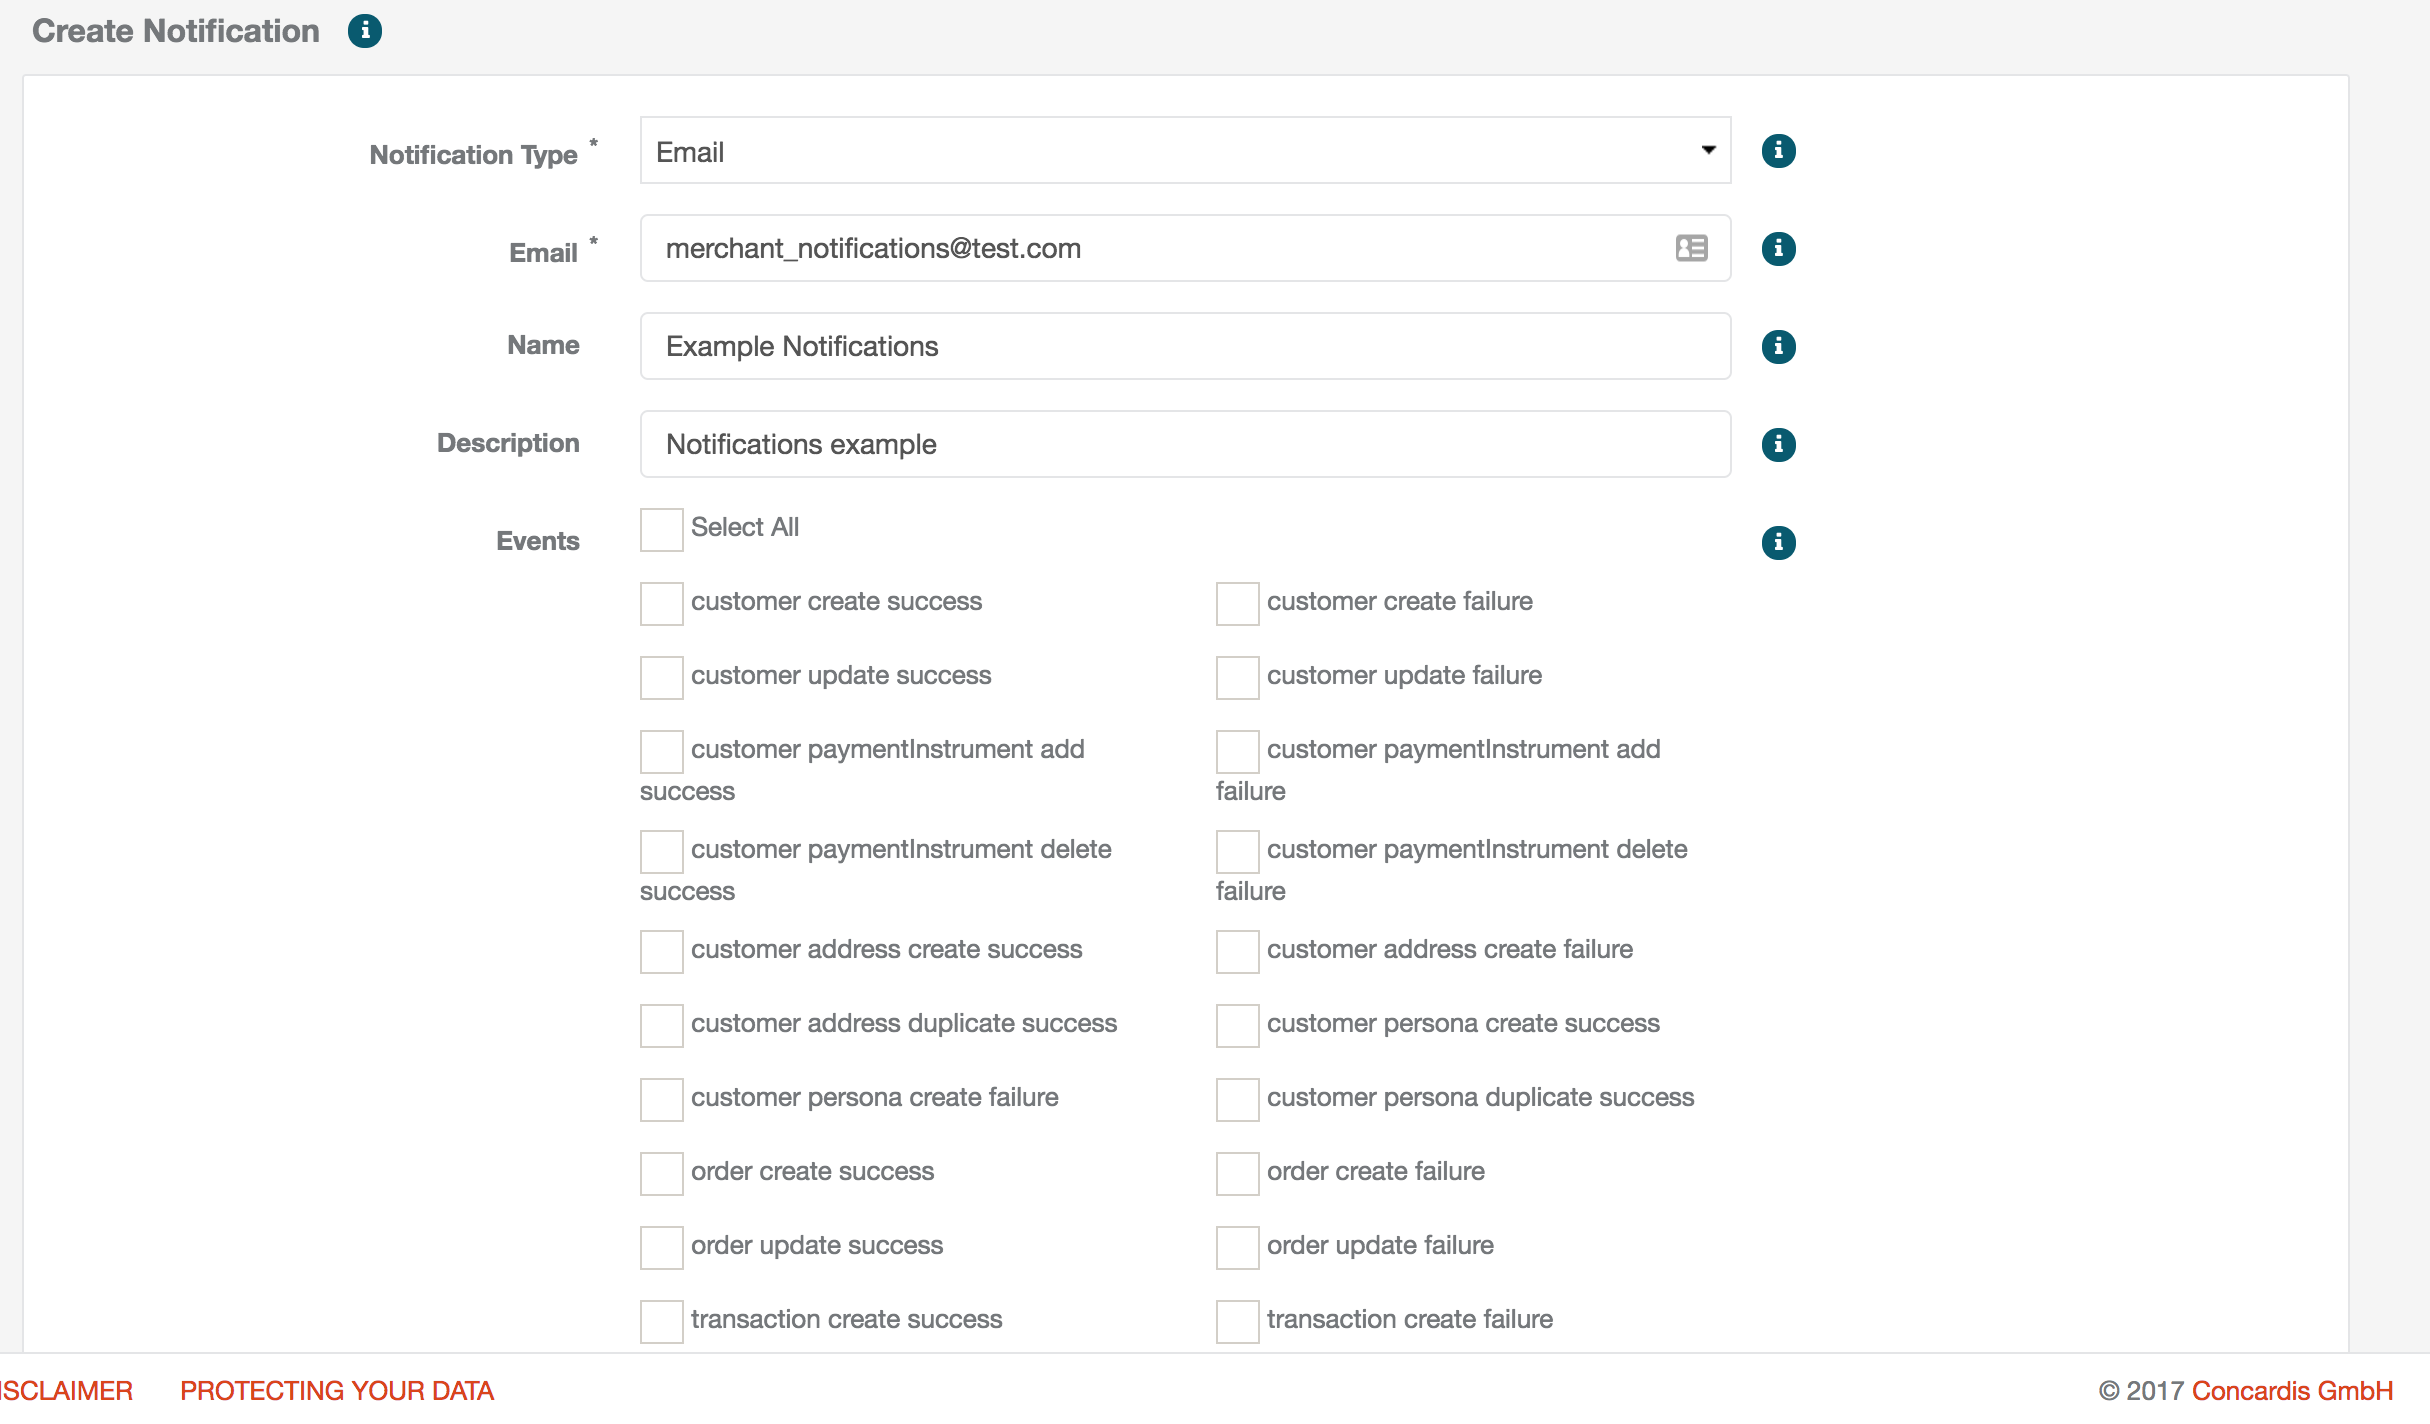 Create Notification
Notification Type *
Email
Email *
merchant_notifications@test.com
Name
Example Notifications
Description
Notifications example
Events
Select All
customer create success
customer create failure
customer update success
customer update failure
customer paymentInstrument add
success
customer paymentInstrument add
failure
customer paymentInstrument delete
success
customer paymentInstrument delete
failure
customer address create success
customer address create failure
customer address duplicate success
customer persona create success
customer persona create failure
customer persona duplicate success
order create success
order create failure
order update success
order update failure
transaction create success
transaction create failure
ISCLAIMER
PROTECTING YOUR DATA
© 2017 Concardis GmbH